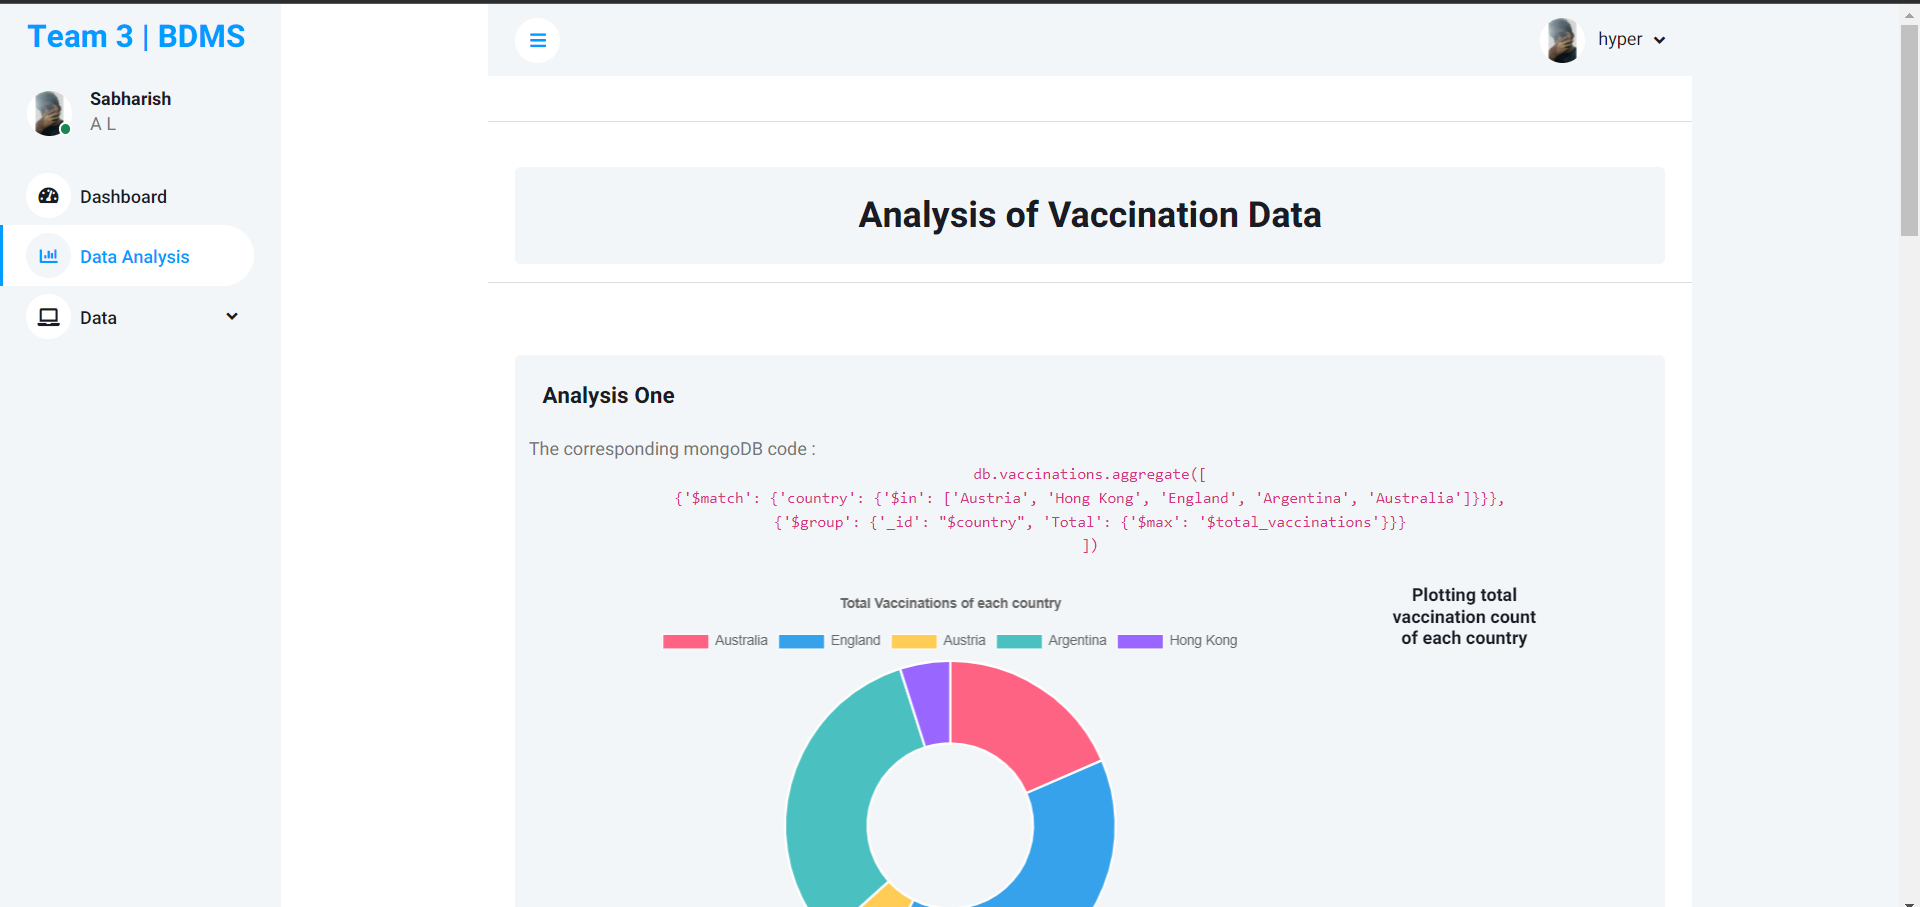 Team 3 | BDMS
Sabharish
A L
Dashboard
Data Analysis
Data
hyper
Analysis of Vaccination Data
Analysis One
The corresponding mongoDB code :
db.vaccinations.aggregate([
{'$match': {'country': {'$in': ['Austria', 'Hong Kong', 'England', 'Argentina', 'Australia']}}},
{'$group': {'_id': "$country", 'Total': {'$max': '$total_vaccinations'}}}
])
Total Vaccinations of each country
Australia England Austria Argentina Hong Kong
Plotting total
vaccination count
of each country